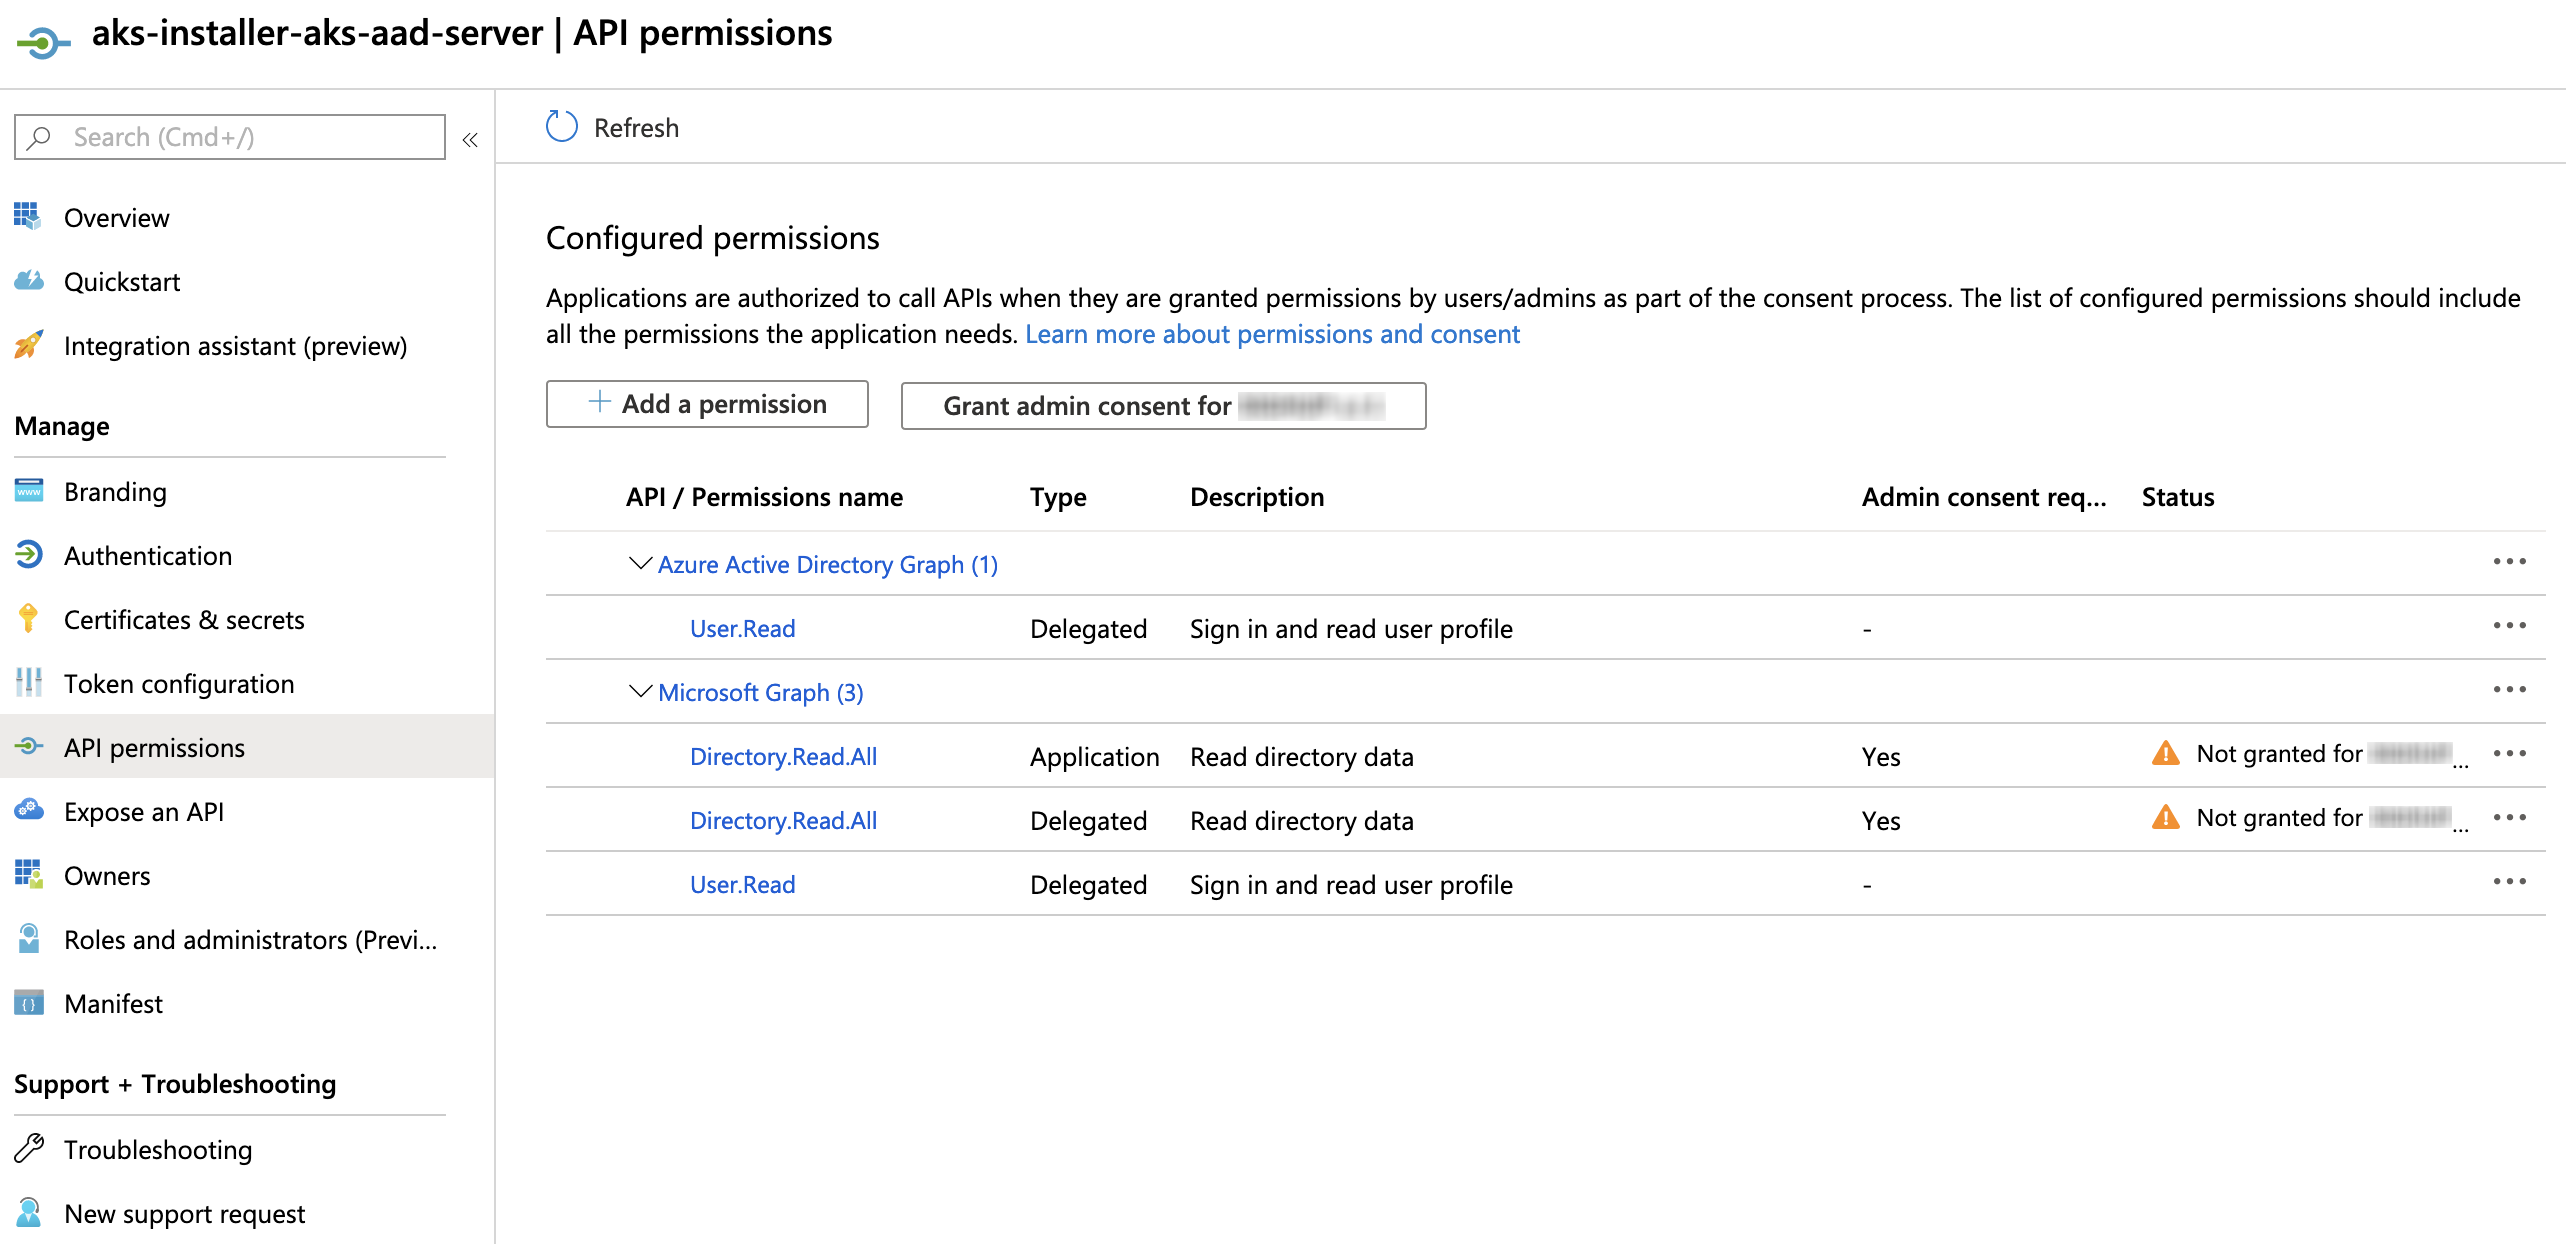 aks-installer-aks-aad-server | API permissions
Search (Cmd+/)
«
Overview
Quickstart
Integration assistant (preview)
Manage
www
Branding
Authentication
Certificates & secrets
Token configuration
API permissions
Expose an API
Owners
Roles and administrators (Previ...
Manifest
Support + Troubleshooting
Troubleshooting
New support request
Refresh
Configured permissions
Applications are authorized to call APIs when they are granted permissions by users/admins as part of the consent process. The list of configured permissions should include
all the permissions the application needs. Learn more about permissions and consent
+ Add a permission
Grant admin consent for
API / Permissions name Type Description Admin consent req... Status
Azure Active Directory Graph (1) ...
User.Read Delegated Sign in and read user profile - ...
Microsoft Graph (3) ...
Directory.Read.All Application Read directory data Yes Not granted for ... ...
Directory.Read.All Delegated Read directory data Yes Not granted for ... ...
User.Read Delegated Sign in and read user profile - ...